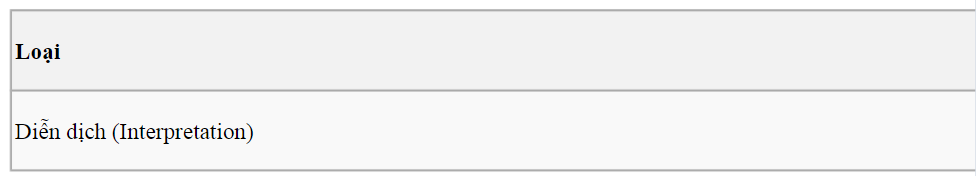 Loại
Diễn dịch (Interpretation)